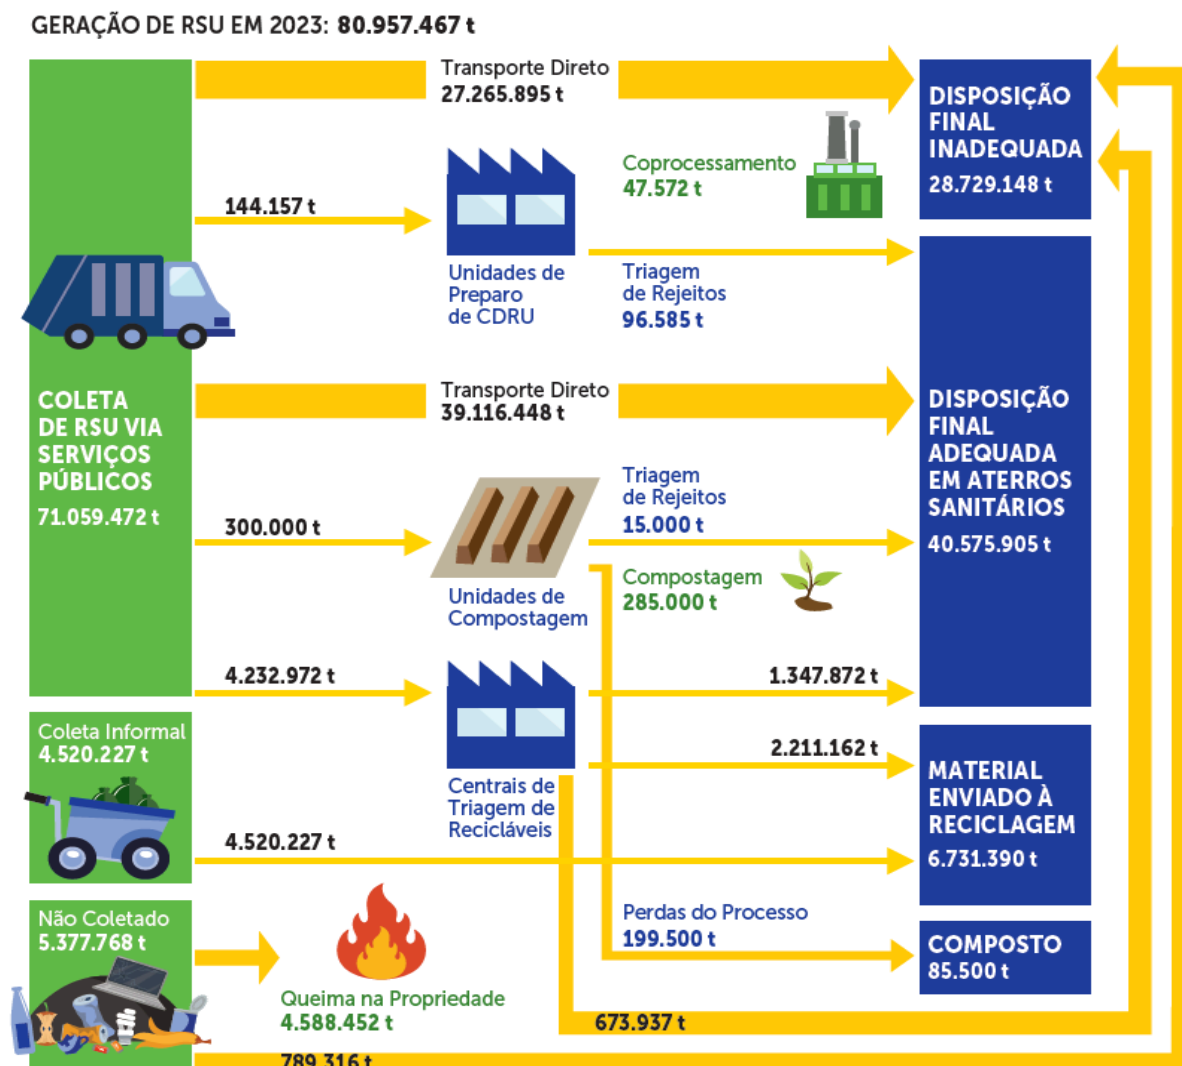 GERAÇÃO DE RSU EM 2023: 80.957.467 t
Transporte Direto
27.265.895 t
DISPOSIÇÃO
FINAL
INADEQUADA
28.729.148 t
Coprocessamento
47.572 t
144.157 t
Unidades de
Preparo
de CDRU
Triagem
de Rejeitos
96.585 t
COLETA
DE RSU VIA
SERVIÇOS
PÚBLICOS
71.059.472 t
Transporte Direto
39.116.448 t
DISPOSIÇÃO
FINAL
ADEQUADA
EM ATERROS
SANITÁRIOS
40.575.905 t
300.000 t
Unidades de
Compostagem
Triagem
de Rejeitos
15.000 t
Compostagem
285.000 t
4.232.972 t
1.347.872 t
Coleta Informal
4.520.227 t
2.211.162 t
Centrais de
Triagem de
Recicláveis
MATERIAL
ENVIADO À
RECICLAGEM
6.731.390 t
4.520.227 t
Não Coletado
5.377.768 t
Perdas do Processo
199.500 t
COMPOSTO
85.500 t
Queima na Propriedade
4.588.452 t
673.937 t
789.316 t